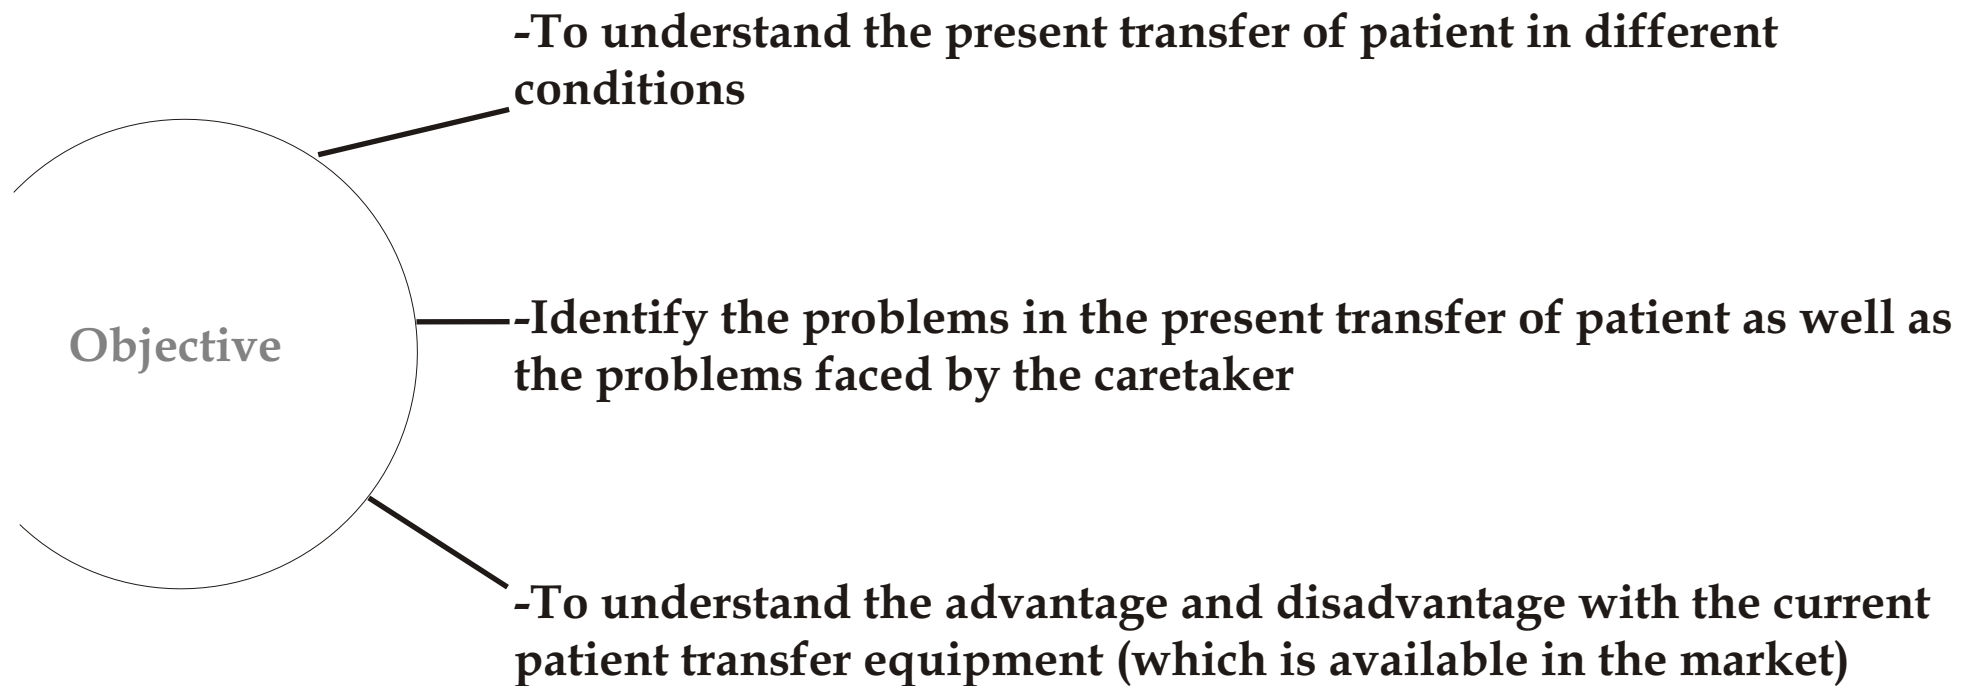 -To understand the present transfer of patient in different
conditions
Objective
-Identify the problems in the present transfer of patient as well as
the problems faced by the caretaker
-To understand the advantage and disadvantage with the current
patient transfer equipment (which is available in the market)